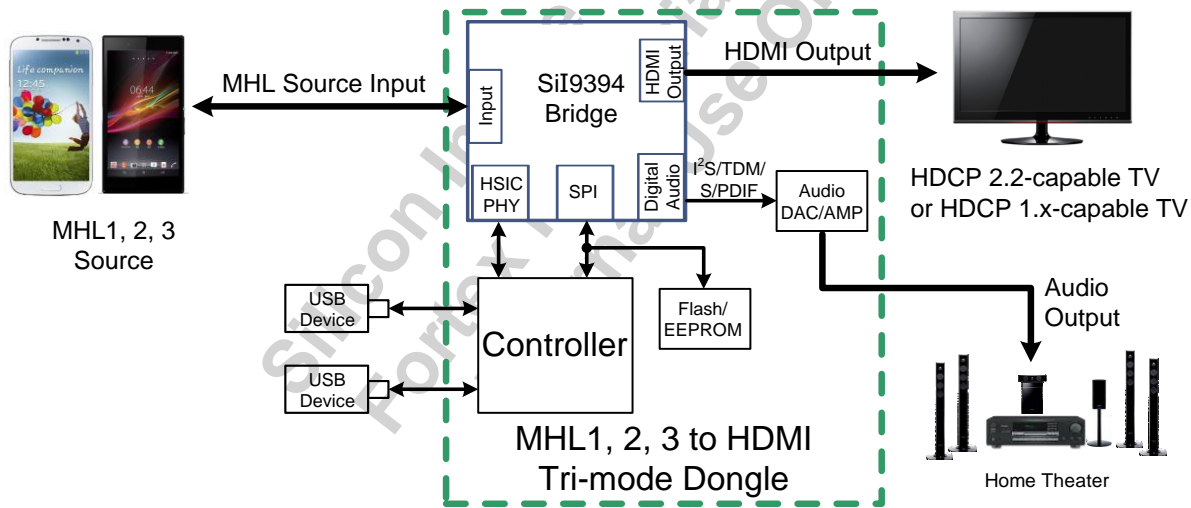 MHL Source Input
Life companion
12:45
06:44
MHL1, 2, 3
Source
Input
SiI9394
Bridge
HDMI
Output
HSIC
PHY
SPI
Digital
Audio
HDMI Output
HDCP 2.2-capable TV
or HDCP 1.x-capable TV
I²S/TDM/
S/PDIF
Audio
DAC/AMP
USB
Device
USB
Device
Controller
Flash/
EEPROM
Audio
Output
Home Theater
MHL1, 2, 3 to HDMI
Tri-mode Dongle
Silicon